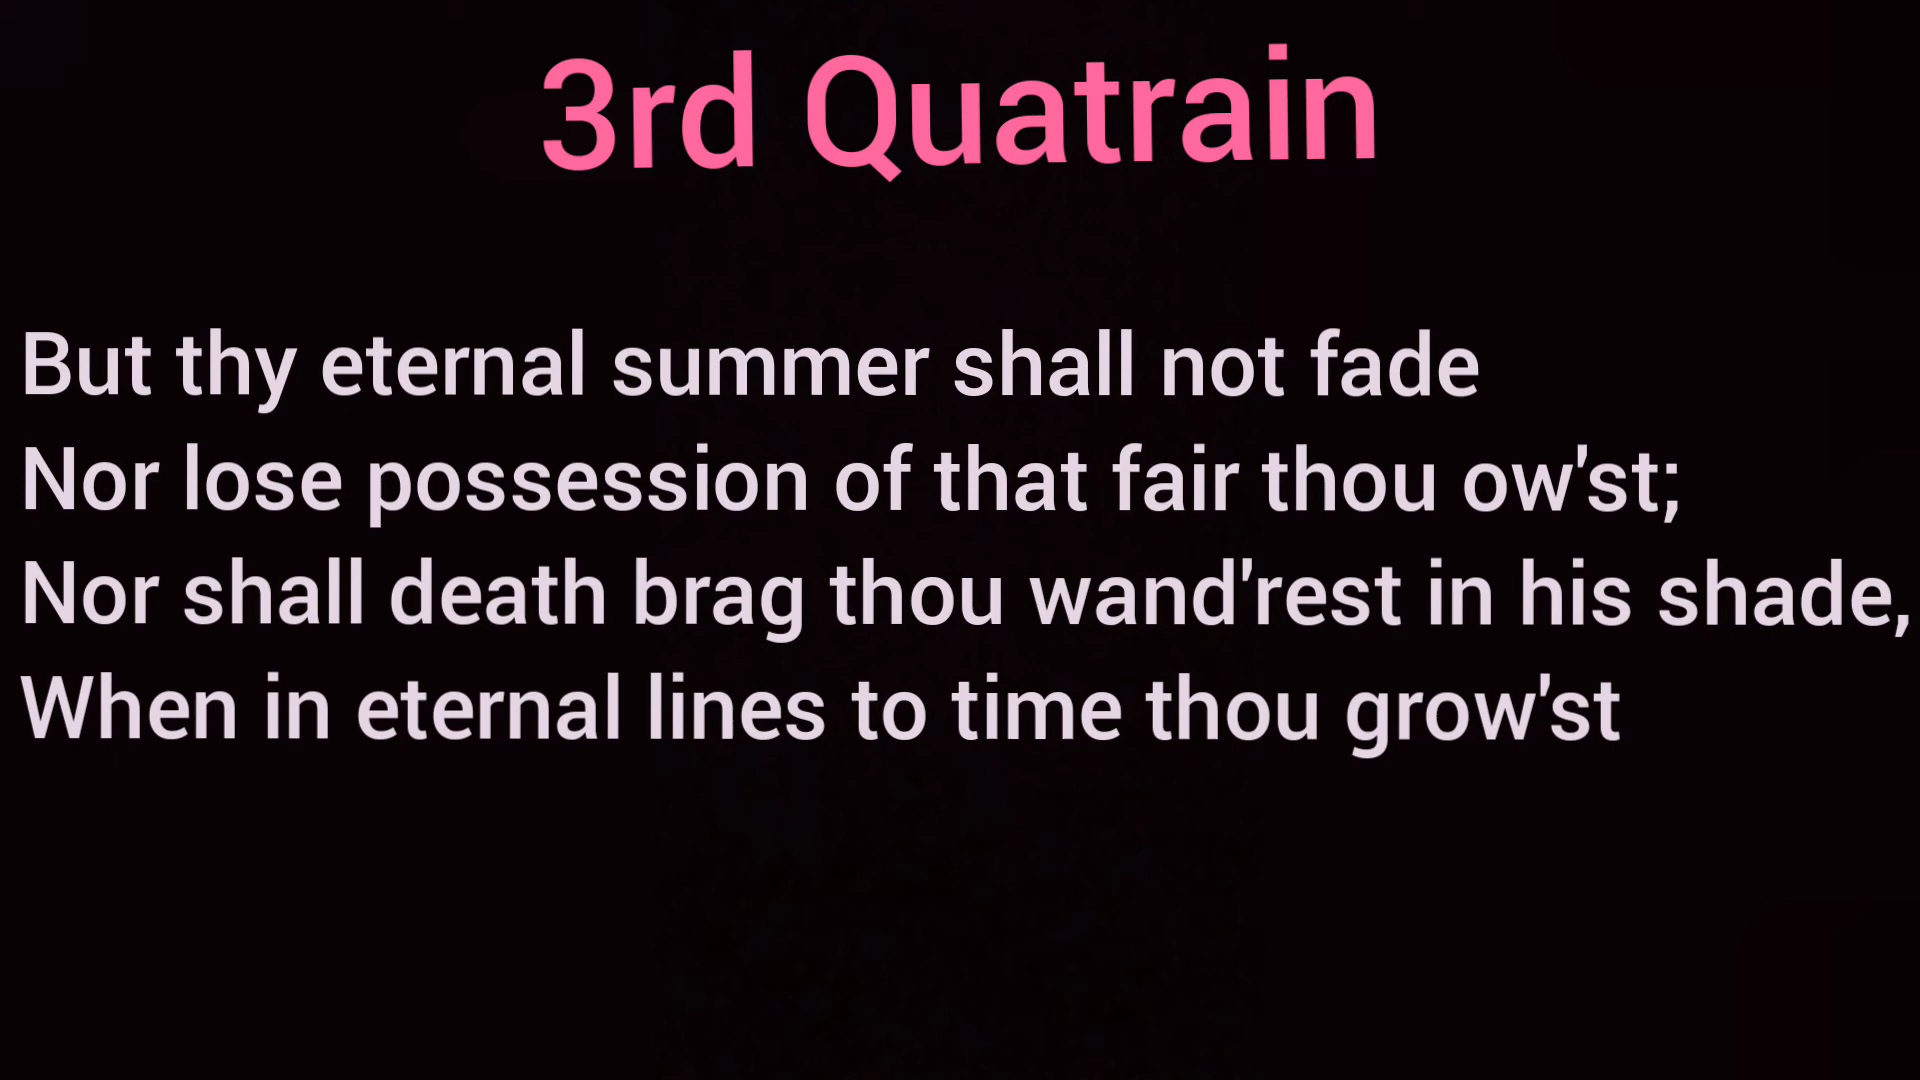 3rd Quatrain
But thy eternal summer shall not fade
Nor lose possession of that fair thou ow'st;
Nor shall death brag thou wand'rest in his shade,
When in eternal lines to time thou grow'st